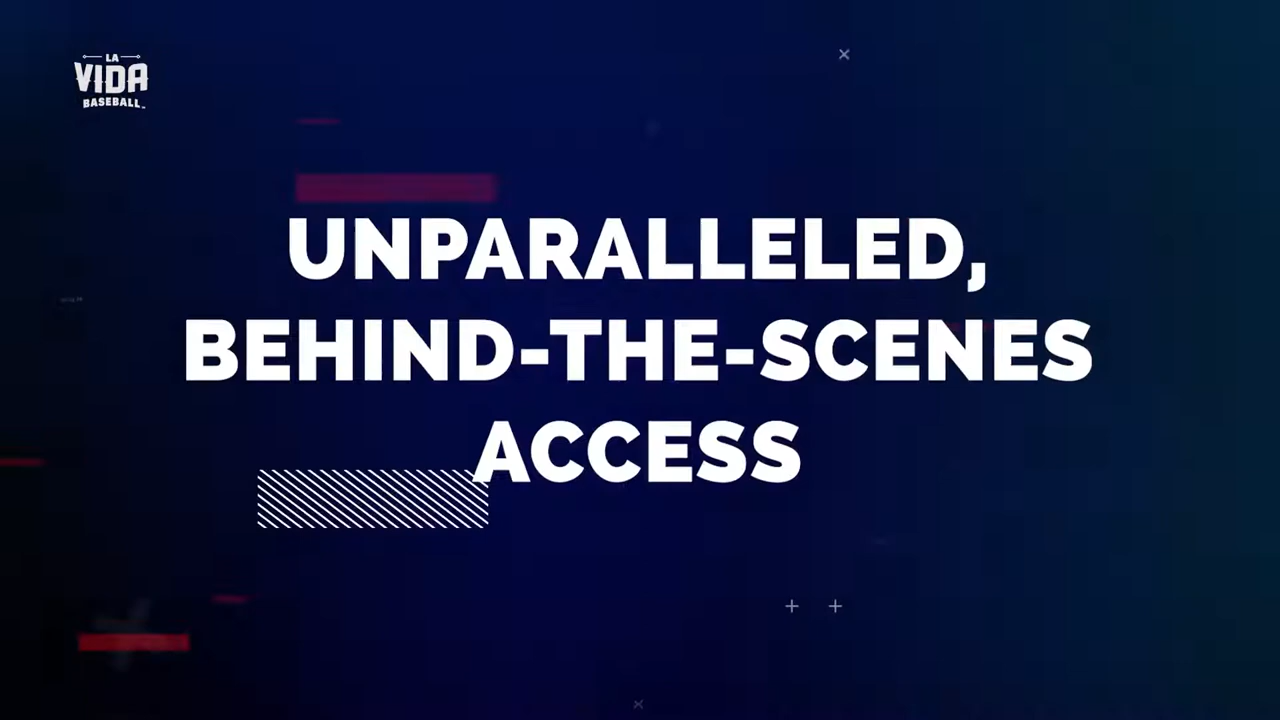 LA
VIDA
BASEBALL
UNPARALLELED,
BEHIND-THE-SCENES
ACCESS